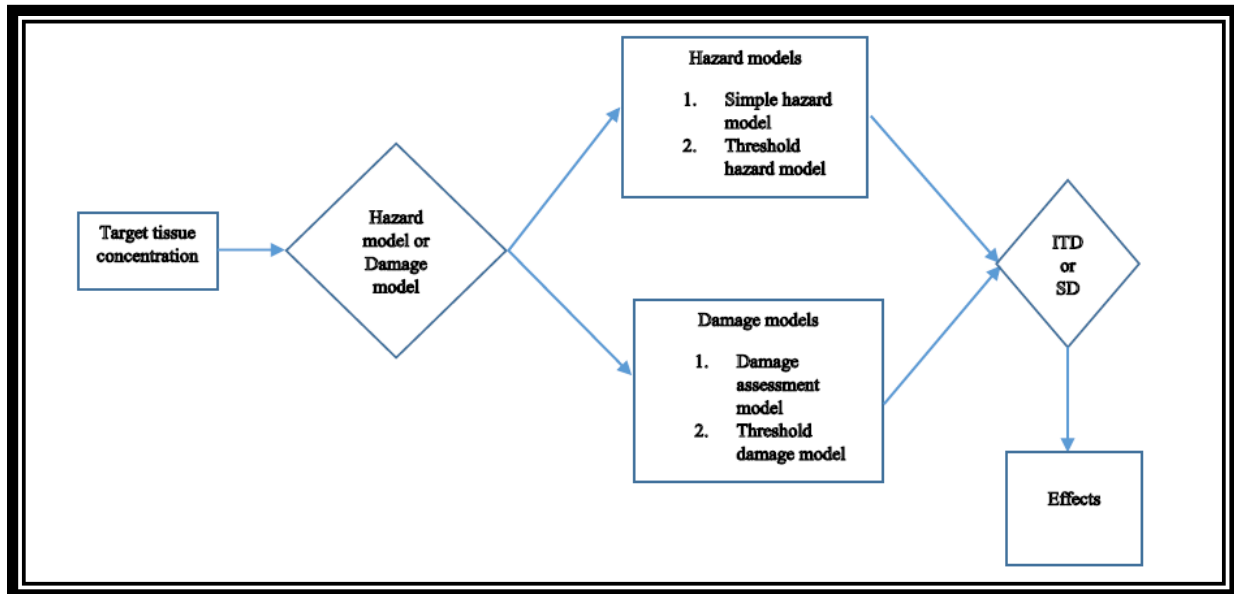 Target tissue
concentration
Hazard
model or
Damage
model
Hazard models
1. Simple hazard
model
2. Threshold
hazard model
Damage models
1. Damage
assessment
model
2. Threshold
damage model
ITD
or
SD
Effects